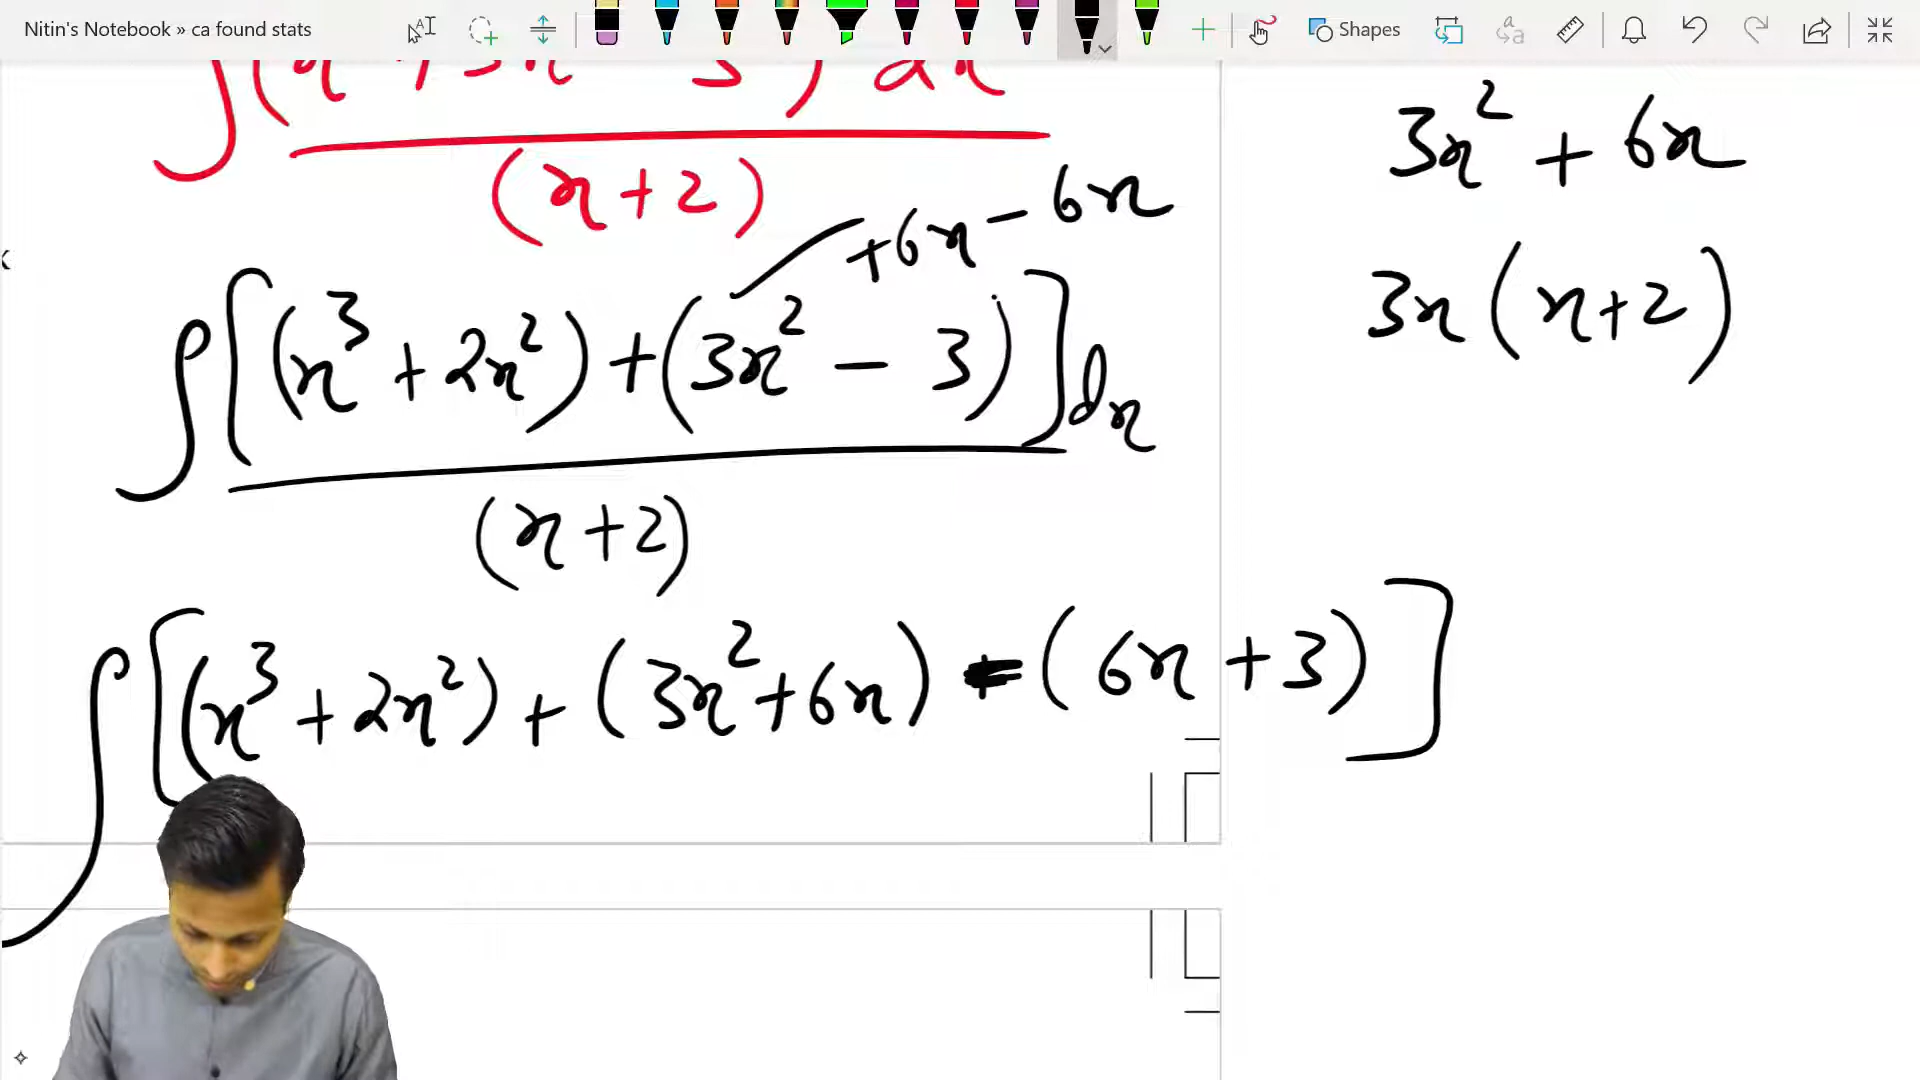 Nitin's Notebook » ca found stats
Shapes
(x+2)
+6x - 6x
∫[(x³ + 2x²) + (3x² - 3)]dx
(x+2)
∫[(x³ + 2x²) + (3x² + 6x) - (6x + 3)]
3x² + 6x
3x(x+2)